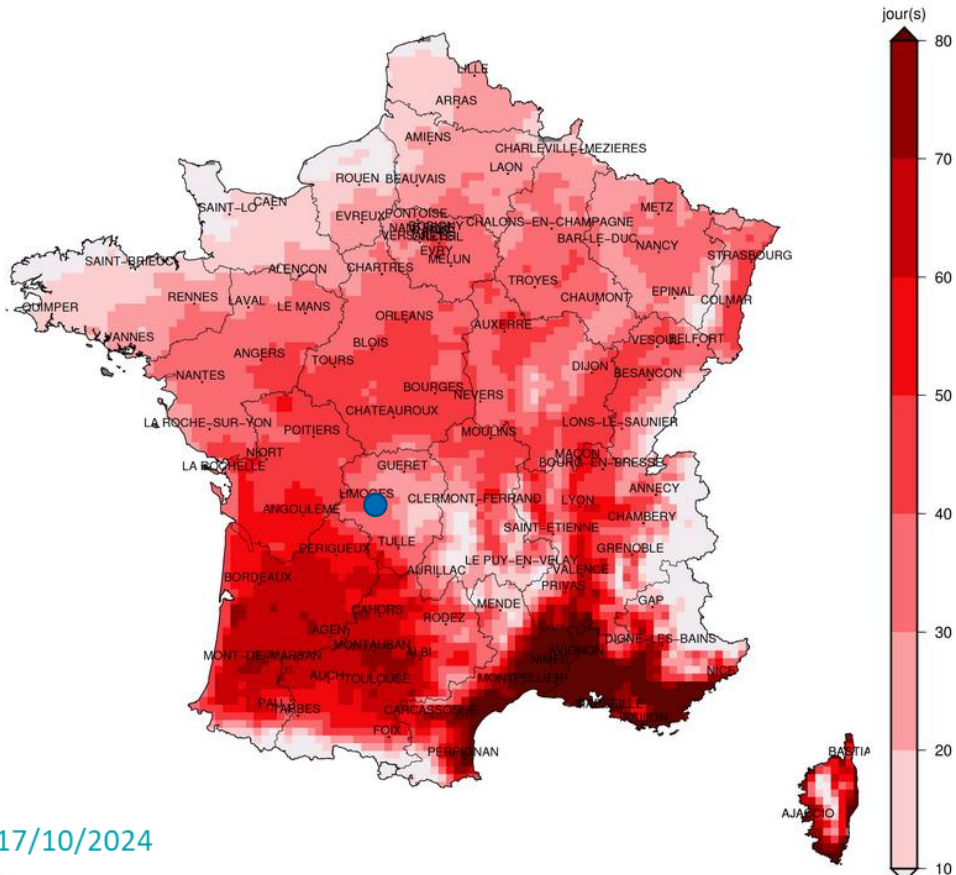 jour(s)
80
70
60
50
40
30
20
10
LILLE
ARRAS
AMIENS
CHARLEVILLE-MEZIERES
LAON
ROUEN BEAUVAIS
SAINT-LO
CAEN
METZ
EVREUX
PONTOISE
CHALONS-EN-CHAMPAGNE
BAR-LE-DUC
NANCY
STRASBOURG
EVRY
MELUN
SAINT-BRIEUC
ALENCON
CHARTRES
TROYES
EPINAL
COLMAR
QUIMPER
RENNES
LAVAL
LE MANS
CHAUMONT
ORLEANS
AUXERRE
VANNES
BLOIS
VESOUL
BELFORT
ANGERS
TOURS
DIJON
BESANCON
NANTES
BOURGES
NEVERS
CHATEAUROUX
LA ROCHE-SUR-YON
POITIERS
MOULINS
LONS-LE-SAUNIER
NIORT
MACON
LA ROCHELLE
GUERET
BOURG-EN-BRESSE
LIMOGES
CLERMONT-FERRAND
LYON
ANNECY
ANGOULEME
CHAMBERY
SAINT-ETIENNE
PERIGUEUX
TULLE
GRENOBLE
LE PUY-EN-VELAY
AURILLAC
VALENCE
BORDEAUX
PRIVAS
CAHORS
MENDE
GAP
RODEZ
AGEN
MONTAUBAN
ALBI
DIGNE-LES-BAINS
AVIGNON
MONT-DE-MARSAN
NIMES
NICE
AUCH
TOULOUSE
MONTPELLIER
PAU
TARBES
CARCASSONNE
MARSEILLE
TOULON
FOIX
PERPIGNAN
BASTIA
AJACCIO
17/10/2024